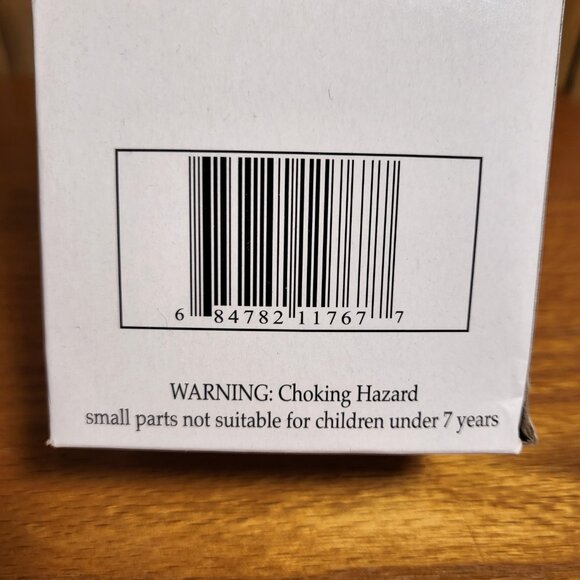 6 84782 11767 7
WARNING: Choking Hazard
small parts not suitable for children under 7 years